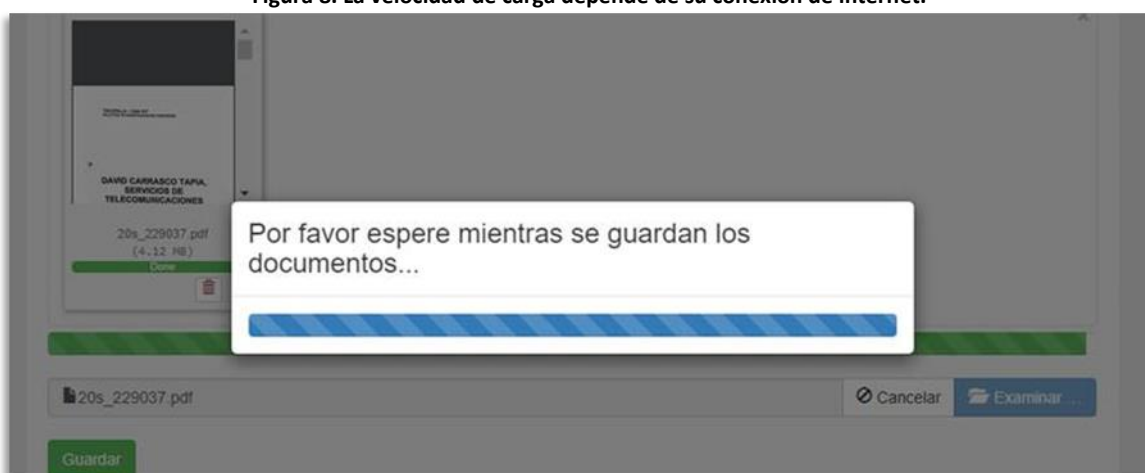 Figura 8. La velocidad de carga depende de su conexión de internet.
DAVID CARRASCO TAPIA,
SERVICIOS DE
TELECOMUNICACIONES
20s_229037.pdf
(4.12 MB)
Done
Por favor espere mientras se guardan los
documentos...
20s_229037.pdf
Cancelar
Examinar ...
Guardar